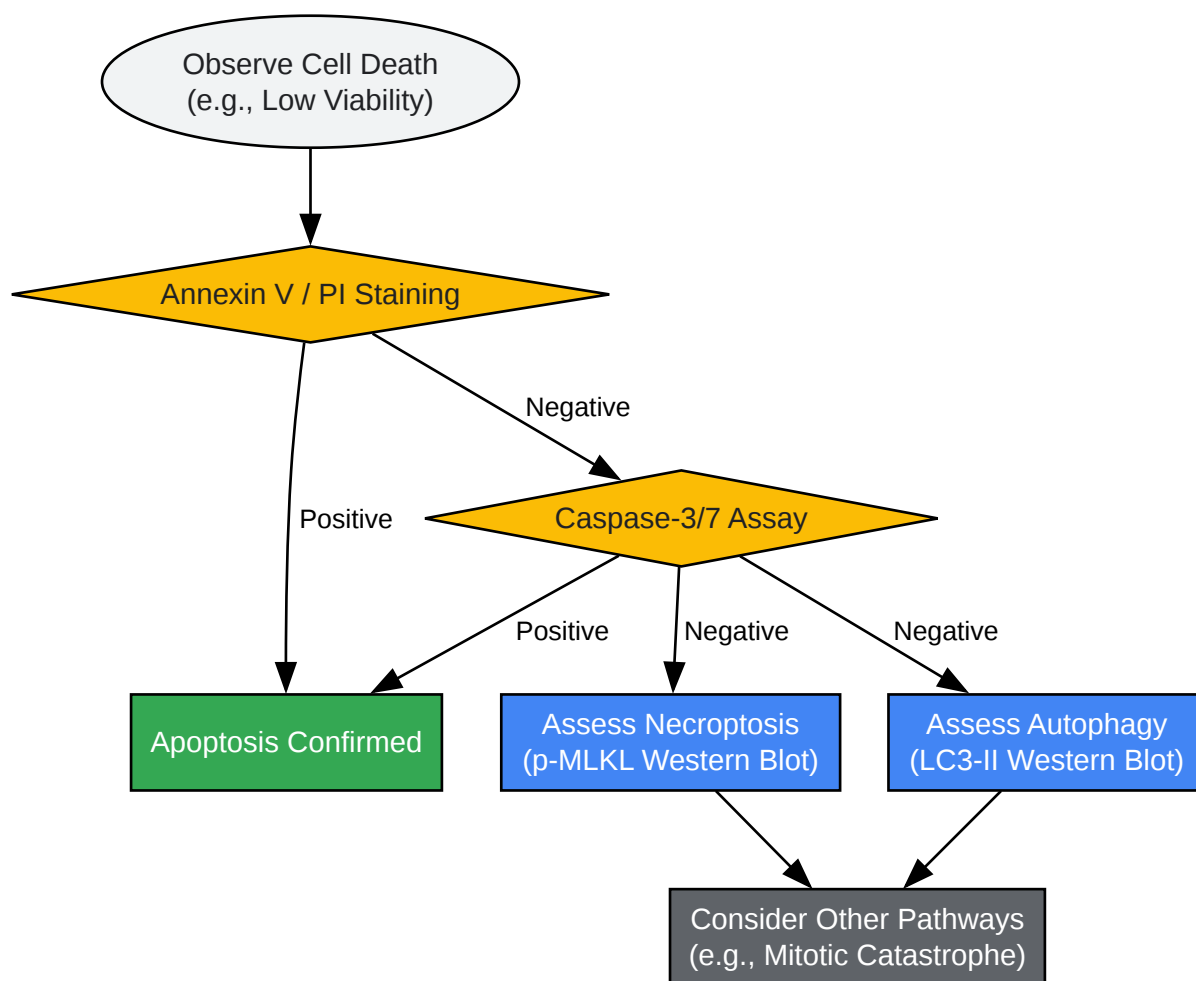 Observe Cell Death
(e.g., Low Viability)
Annexin V / PI Staining
Negative
Positive
Caspase-3/7 Assay
Positive
Negative
Negative
Apoptosis Confirmed
Assess Necroptosis
(p-MLKL Western Blot)
Assess Autophagy
(LC3-II Western Blot)
Consider Other Pathways
(e.g., Mitotic Catastrophe)